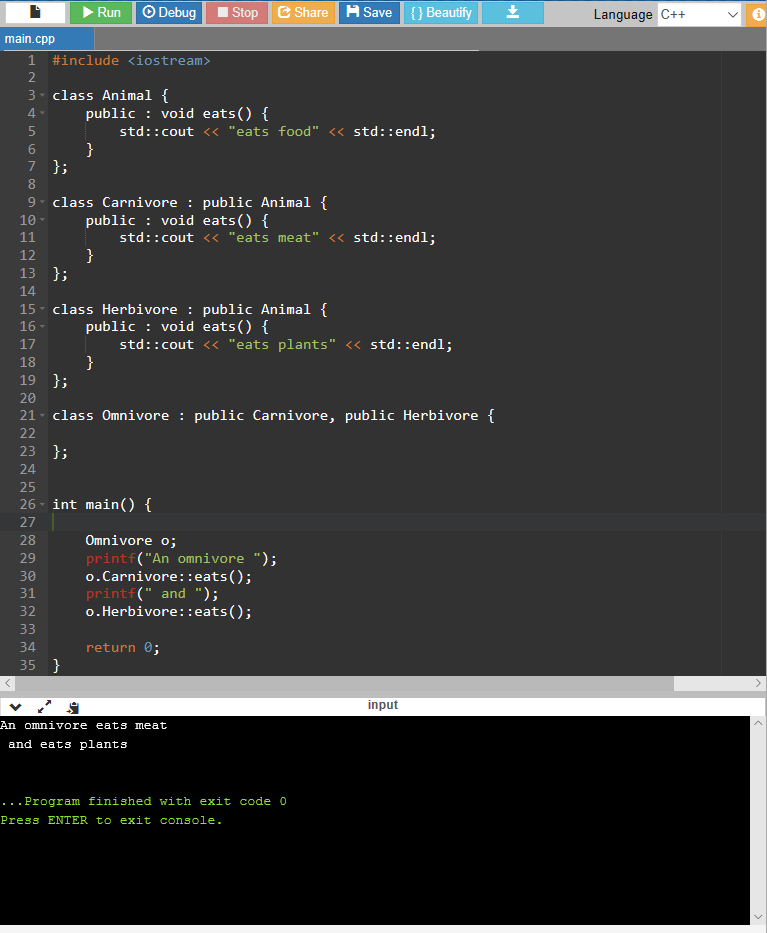 Run Debug Stop Share Save { } Beautify Language C++
main.cpp
1 #include <iostream>
2
3 class Animal {
4     public : void eats() {
5         std::cout << "eats food" << std::endl;
6     }
7 };
8
9 class Carnivore : public Animal {
10     public : void eats() {
11         std::cout << "eats meat" << std::endl;
12     }
13 };
14
15 class Herbivore : public Animal {
16     public : void eats() {
17         std::cout << "eats plants" << std::endl;
18     }
19 };
20
21 class Omnivore : public Carnivore, public Herbivore {
22
23 };
24
25
26 int main() {
27
28     Omnivore o;
29     printf("An omnivore ");
30     o.Carnivore::eats();
31     printf(" and ");
32     o.Herbivore::eats();
33
34     return 0;
35 }
input
An omnivore eats meat
 and eats plants
...Program finished with exit code 0
Press ENTER to exit console.